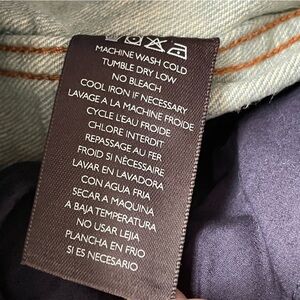 MACHINE WASH COLD
TUMBLE DRY LOW
NO BLEACH
COOL IRON IF NECESSARY
LAVAGE A LA MACHINE FROIDE
CYCLE L'EAU FROIDE
CHLORE INTERDIT
REPASSAGE AU FER
FROID SI NÉCESSAIRE
LAVAR EN LAVADORA
CON AGUA FRIA
SECAR A MAQUINA
A BAJA TEMPERATURA
NO USAR LEJIA
PLANCHA EN FRIO
SI ES NECESARIO